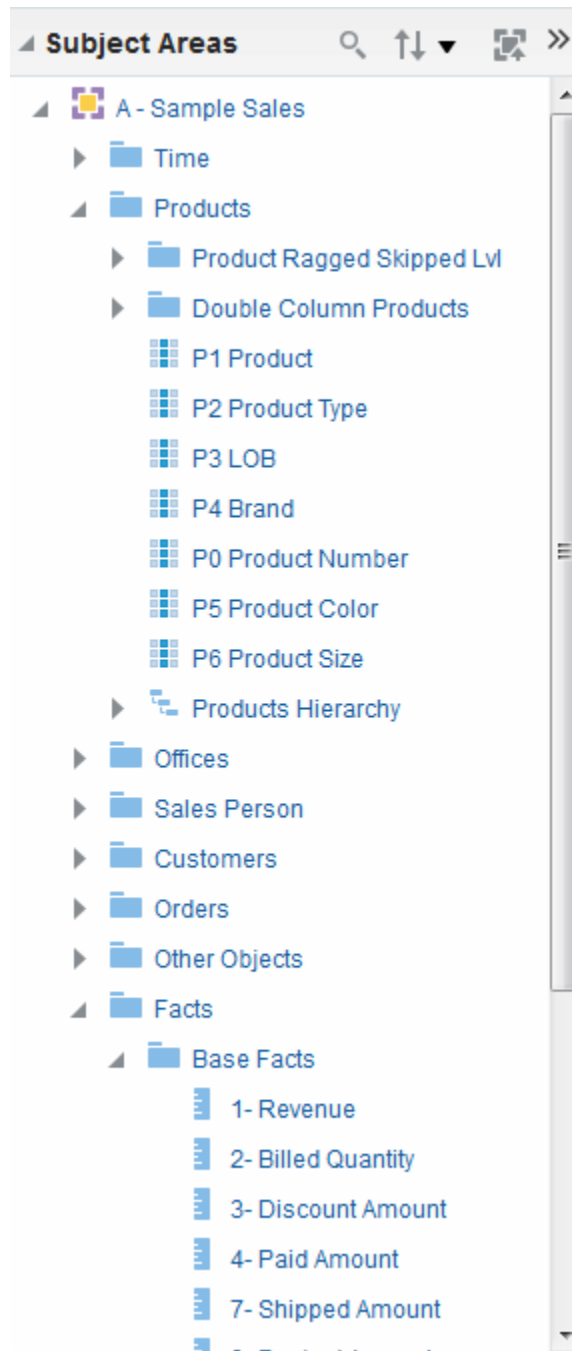 Subject Areas
A - Sample Sales
Time
Products
Product Ragged Skipped Lvl
Double Column Products
P1 Product
P2 Product Type
P3 LOB
P4 Brand
P0 Product Number
P5 Product Color
P6 Product Size
Products Hierarchy
Offices
Sales Person
Customers
Orders
Other Objects
Facts
Base Facts
1- Revenue
2- Billed Quantity
3- Discount Amount
4- Paid Amount
7- Shipped Amount